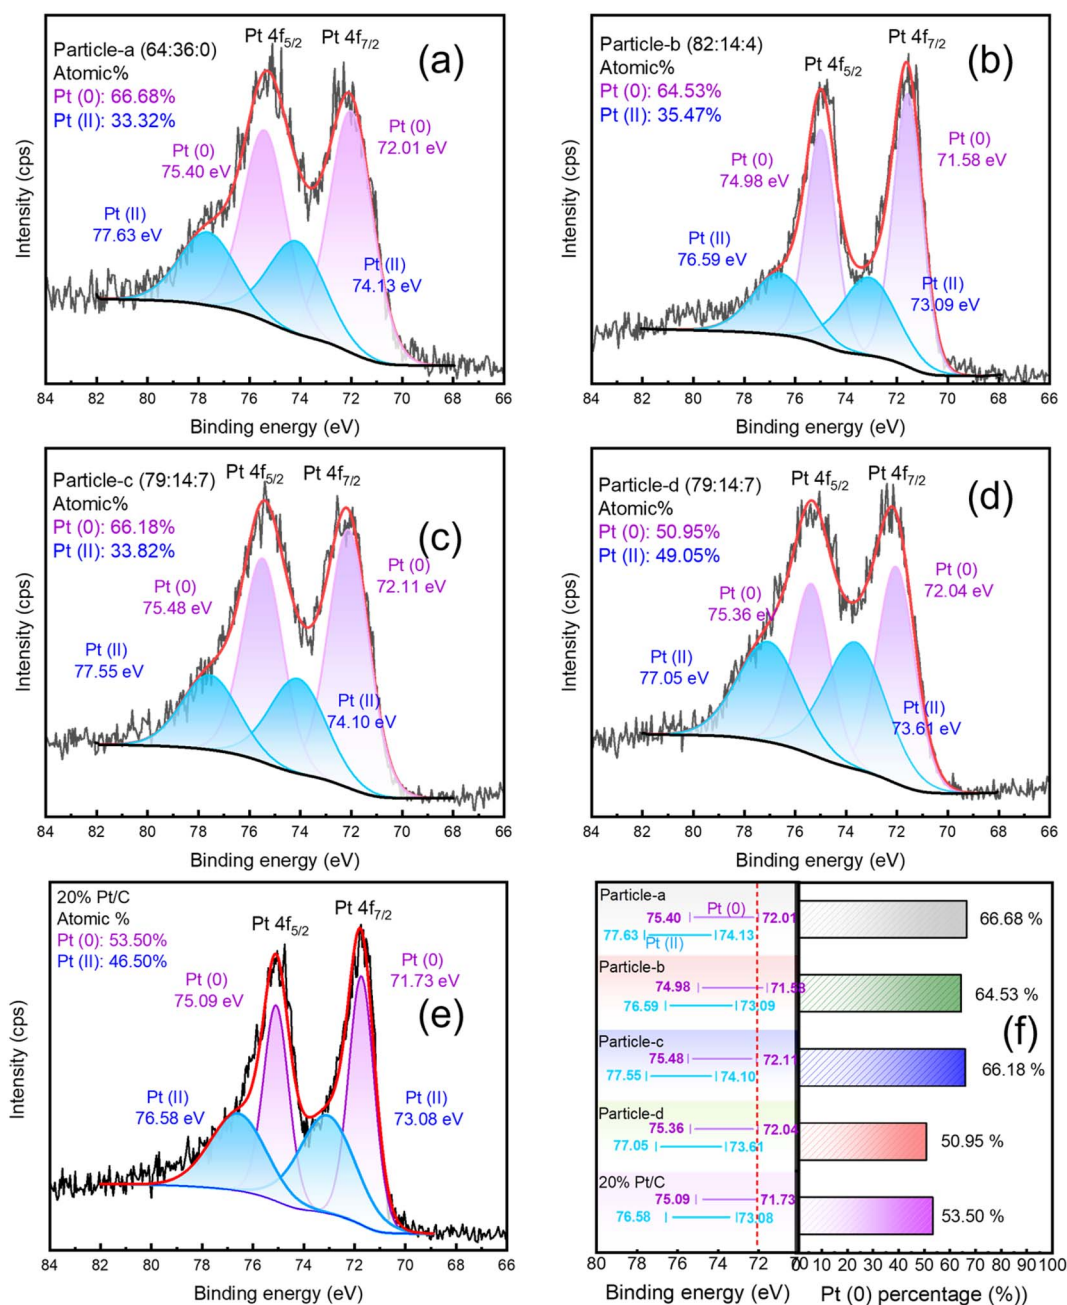 Particle-a (64:36:0)
Atomic%
Pt (0): 66.68%
Pt (II): 33.32%
Pt 4f5/2
Pt 4f7/2
(a)
Pt (0)
72.01 eV
Pt (0)
75.40 eV
Pt (II)
77.63 eV
Pt (II)
74.13 eV
Intensity (cps)
84 82 80 78 76 74 72 70 68 66
Binding energy (eV)
Particle-b (82:14:4)
Atomic%
Pt (0): 64.53%
Pt (II): 35.47%
Pt 4f5/2
Pt 4f7/2
(b)
Pt (0)
71.58 eV
Pt (0)
74.98 eV
Pt (II)
76.59 eV
Pt (II)
73.09 eV
Intensity (cps)
84 82 80 78 76 74 72 70 68 66
Binding energy (eV)
Particle-c (79:14:7)
Atomic%
Pt (0): 66.18%
Pt (II): 33.82%
Pt 4f5/2
Pt 4f7/2
(c)
Pt (0)
72.11 eV
Pt (0)
75.48 eV
Pt (II)
77.55 eV
Pt (II)
74.10 eV
Intensity (cps)
84 82 80 78 76 74 72 70 68 66
Binding energy (eV)
Particle-d (79:14:7)
Atomic%
Pt (0): 50.95%
Pt (II): 49.05%
Pt 4f5/2
Pt 4f7/2
(d)
Pt (0)
72.04 eV
Pt (0)
75.36 eV
Pt (II)
77.05 eV
Pt (II)
73.61 eV
Intensity (cps)
84 82 80 78 76 74 72 70 68 66
Binding energy (eV)
20% Pt/C
Atomic %
Pt (0): 53.50%
Pt (II): 46.50%
Pt 4f5/2
Pt 4f7/2
(e)
Pt (0)
71.73 eV
Pt (0)
75.09 eV
Pt (II)
76.58 eV
Pt (II)
73.08 eV
Intensity (cps)
84 82 80 78 76 74 72 70 68 66
Binding energy (eV)
(f)
Particle-a
75.40 Pt (0) 72.01
77.63 74.13
Pt (II)
66.68 %
Particle-b
74.98 71.58
76.59 73.09
64.53 %
Particle-c
75.48 72.11
77.55 74.10
66.18 %
Particle-d
75.36 72.04
77.05 73.61
50.95 %
20% Pt/C
75.09 71.73
76.58 73.08
53.50 %
80 78 76 74 72 70
0 10 20 30 40 50 60 70 80 90 100
Binding energy (eV)
Pt (0) percentage (%))